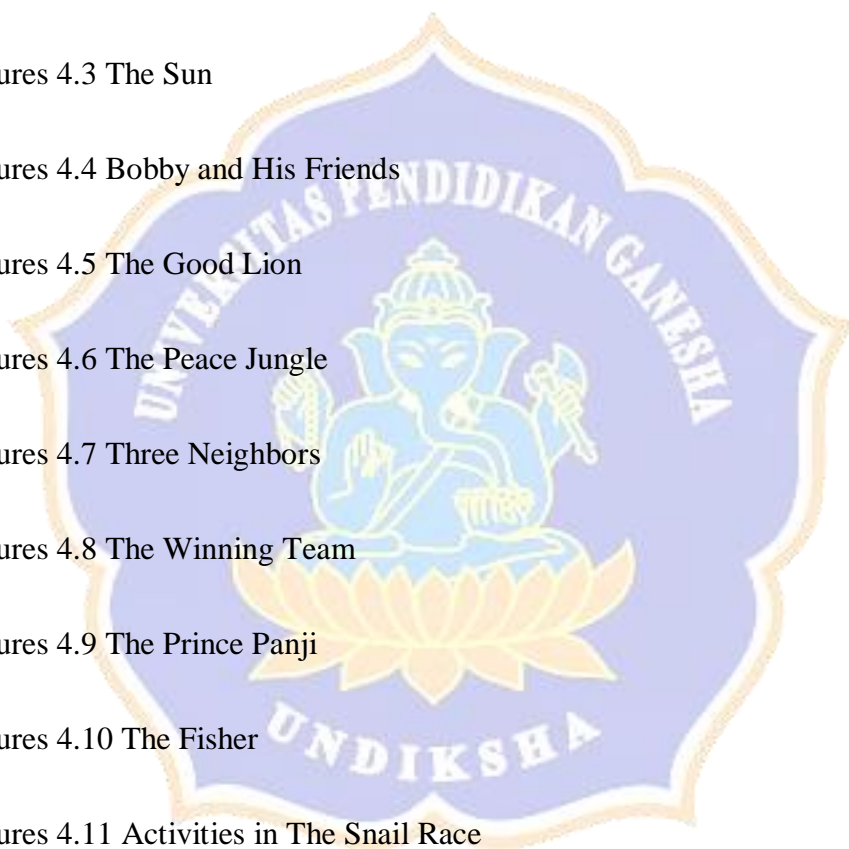 ures 4.3 The Sun
ures 4.4 Bobby and His Friends
UNIVERSITAS PENDIDIKAN GANESHA
ures 4.5 The Good Lion
ures 4.6 The Peace Jungle
ures 4.7 Three Neighbors
ures 4.8 The Winning Team
ures 4.9 The Prince Panji
ures 4.10 The Fisher
UNDIKSHA
ures 4.11 Activities in The Snail Race